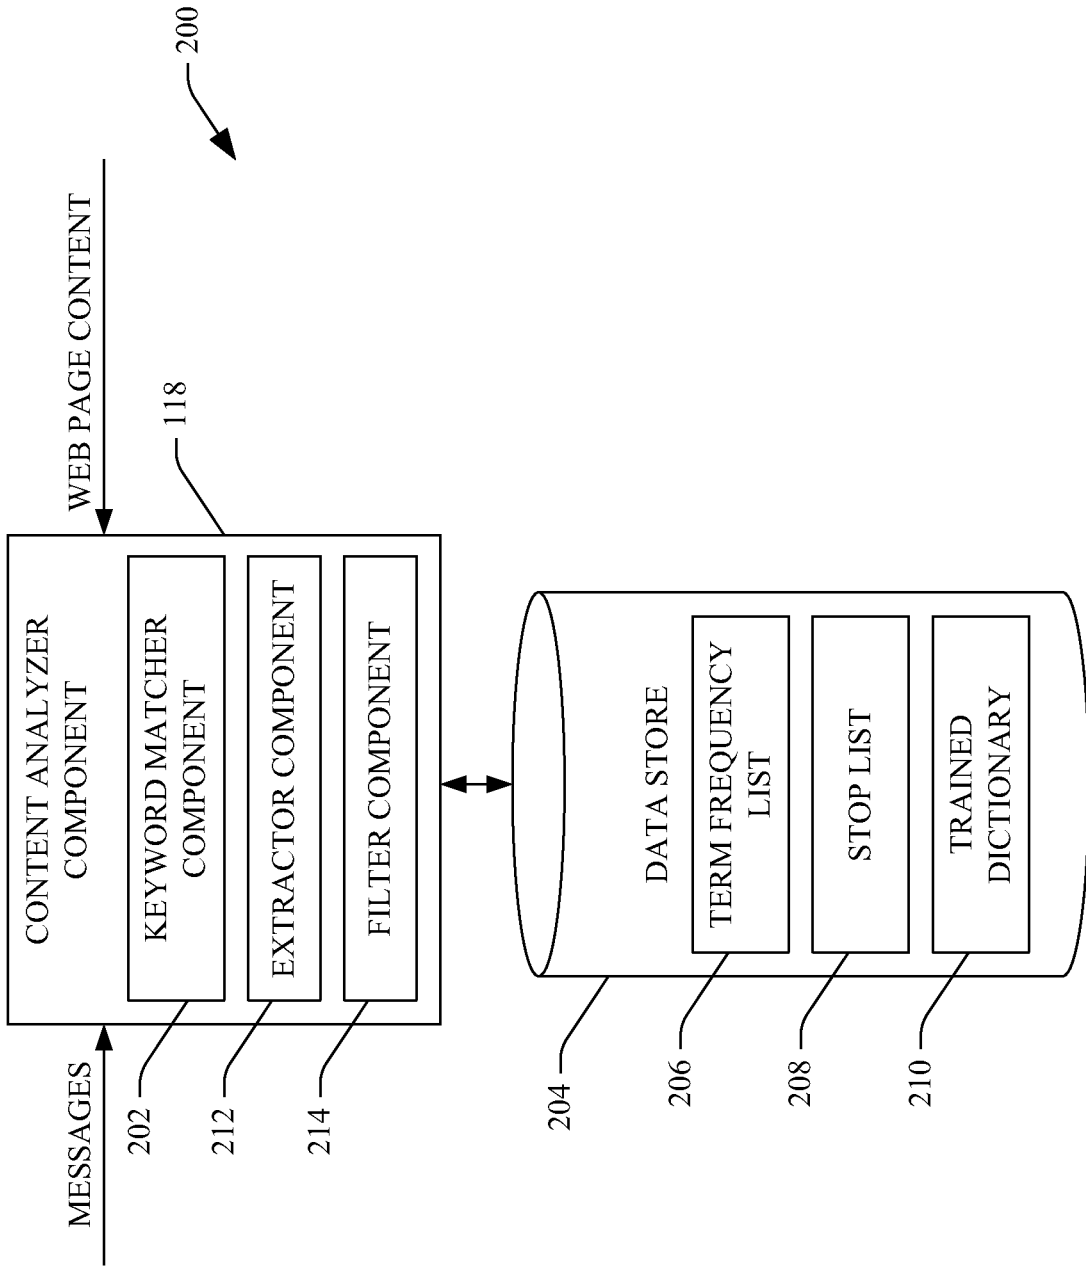 200
MESSAGES
WEB PAGE CONTENT
CONTENT ANALYZER
COMPONENT
118
KEYWORD MATCHER
COMPONENT
202
EXTRACTOR COMPONENT
212
FILTER COMPONENT
214
DATA STORE
204
TERM FREQUENCY
LIST
206
STOP LIST
208
TRAINED
DICTIONARY
210